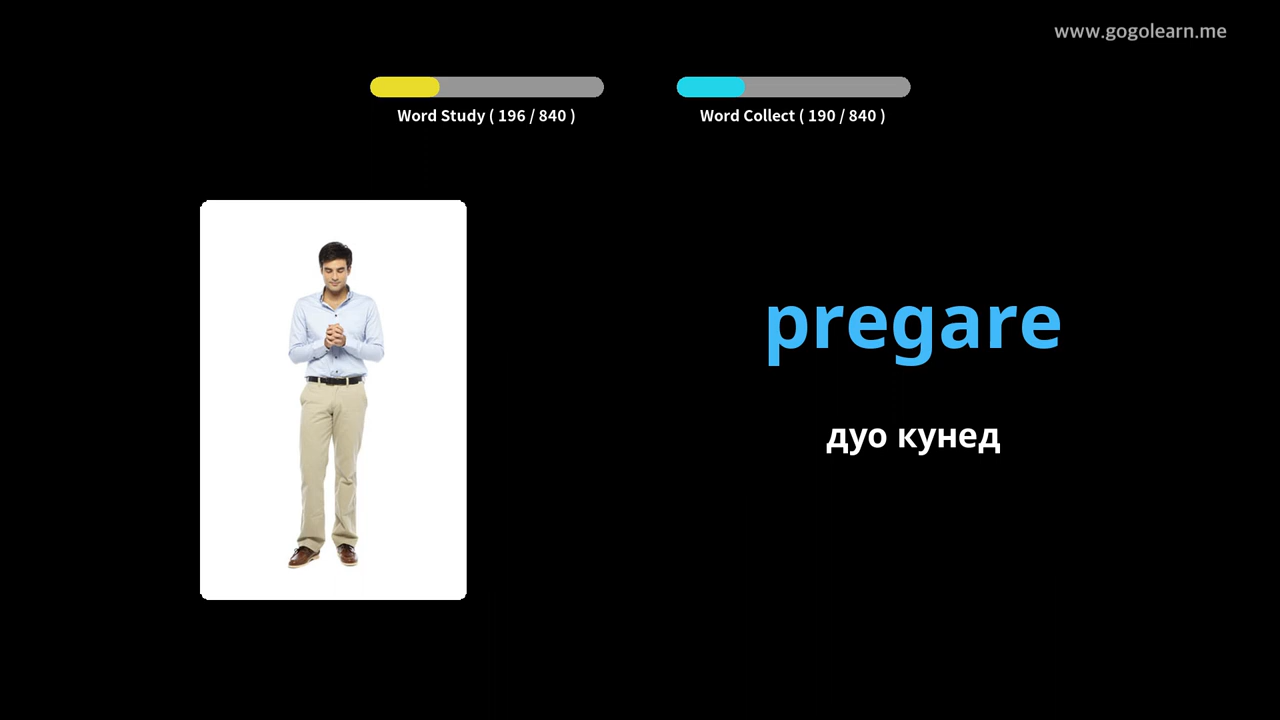 www.gogolearn.me
Word Study ( 196 / 840 )
Word Collect ( 190 / 840 )
pregare
дуо кунед